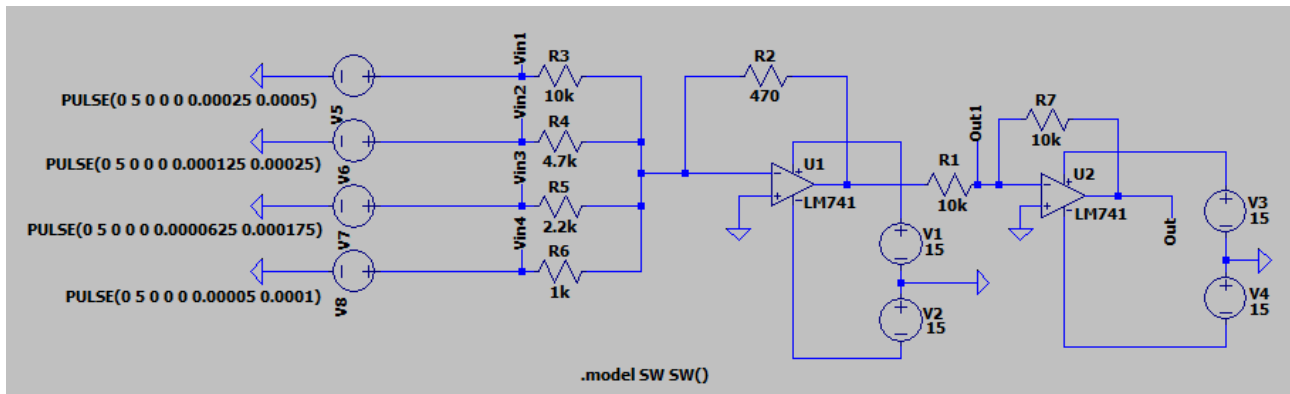 Vin1
R3
10k
PULSE(0 5 0 0 0 0.00025 0.0005)
V5
Vin2
R4
4.7k
PULSE(0 5 0 0 0 0.000125 0.00025)
V6
Vin3
R5
2.2k
PULSE(0 5 0 0 0 0.0000625 0.000175)
V7
Vin4
R6
1k
PULSE(0 5 0 0 0 0.00005 0.0001)
V8
R2
470
U1
LM741
V1
15
V2
15
R1
10k
Out1
R7
10k
U2
LM741
Out
V3
15
V4
15
.model SW SW()